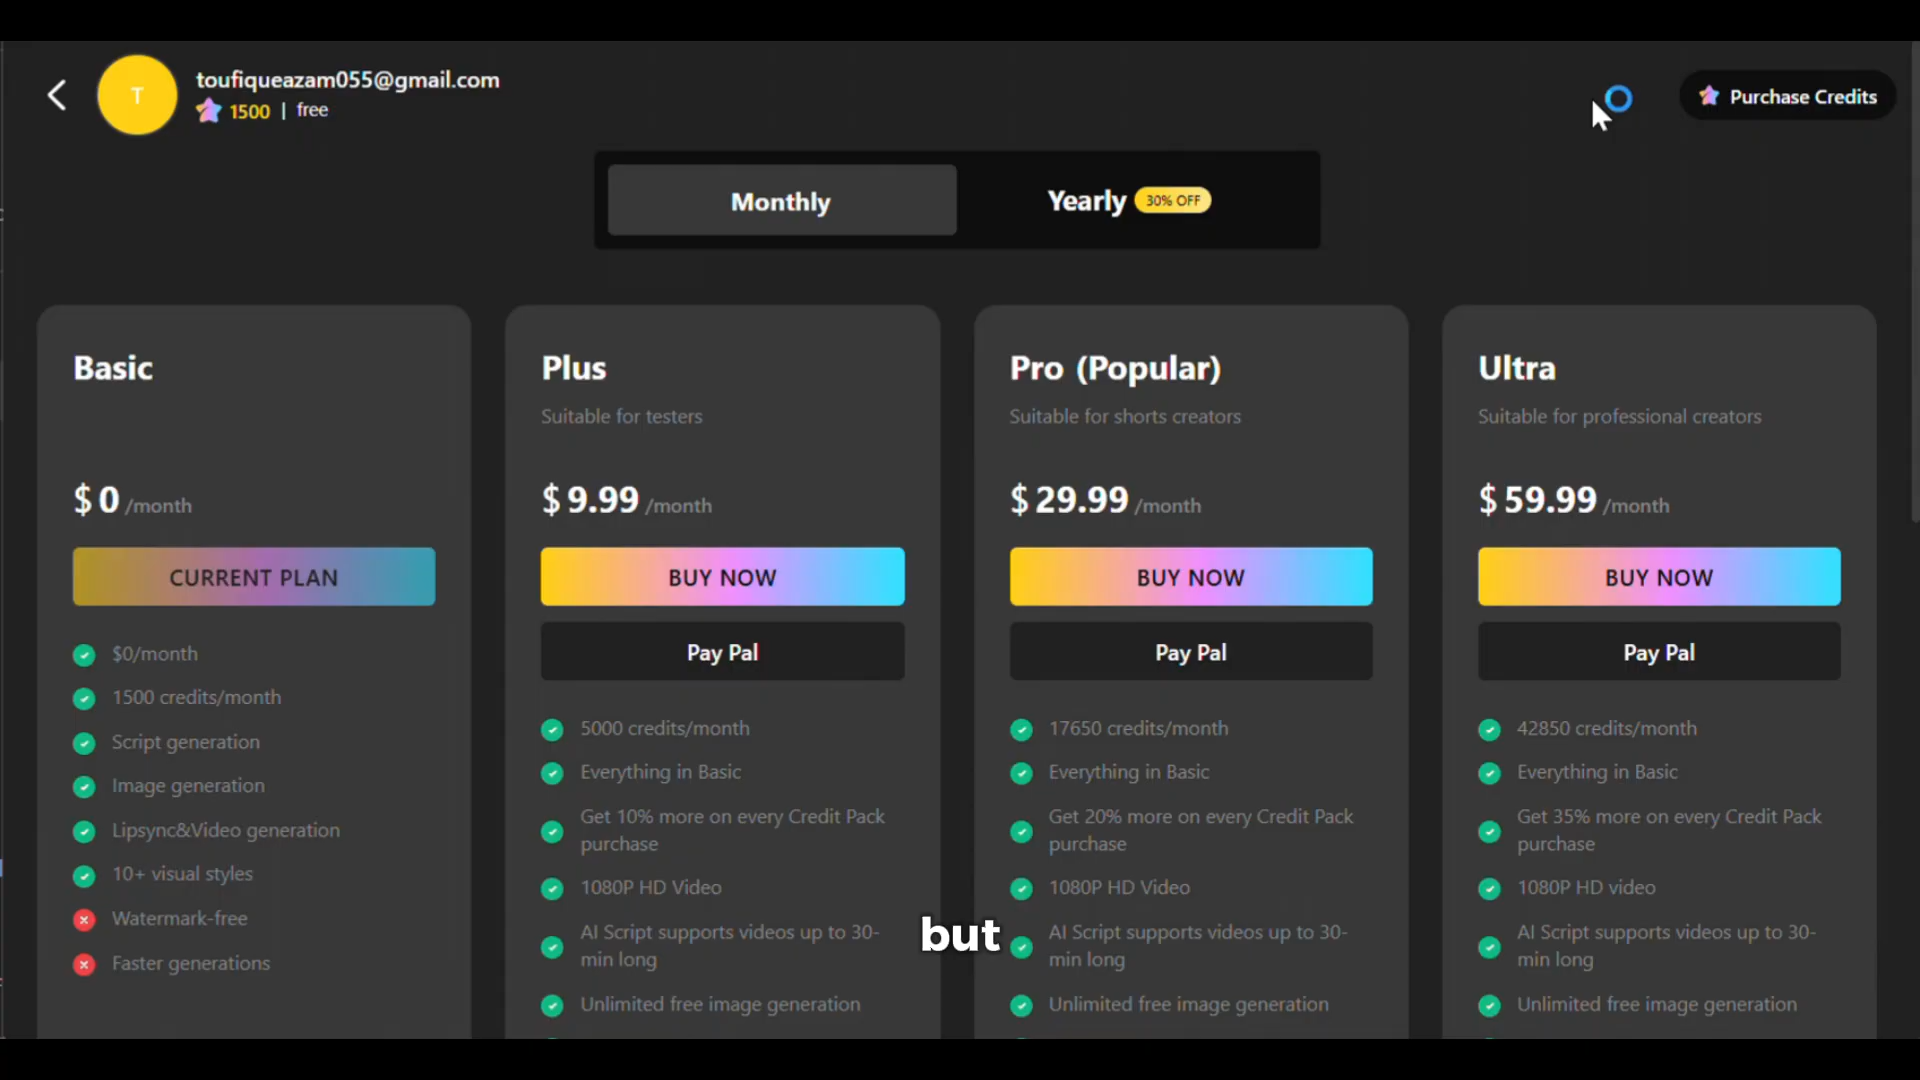 T
toufiqueazam055@gmail.com
1500 | free
Purchase Credits
Monthly
Yearly 30% OFF
Basic
$ 0 /month
CURRENT PLAN
$0/month
1500 credits/month
Script generation
Image generation
Lipsync&Video generation
10+ visual styles
Watermark-free
Faster generations
Plus
Suitable for testers
$ 9.99 /month
BUY NOW
Pay Pal
5000 credits/month
Everything in Basic
Get 10% more on every Credit Pack
purchase
1080P HD Video
AI Script supports videos up to 30-
min long
Unlimited free image generation
Pro (Popular)
Suitable for shorts creators
$ 29.99 /month
BUY NOW
Pay Pal
17650 credits/month
Everything in Basic
Get 20% more on every Credit Pack
purchase
1080P HD Video
AI Script supports videos up to 30-
min long
Unlimited free image generation
Ultra
Suitable for professional creators
$ 59.99 /month
BUY NOW
Pay Pal
42850 credits/month
Everything in Basic
Get 35% more on every Credit Pack
purchase
1080P HD video
AI Script supports videos up to 30-
min long
Unlimited free image generation
but